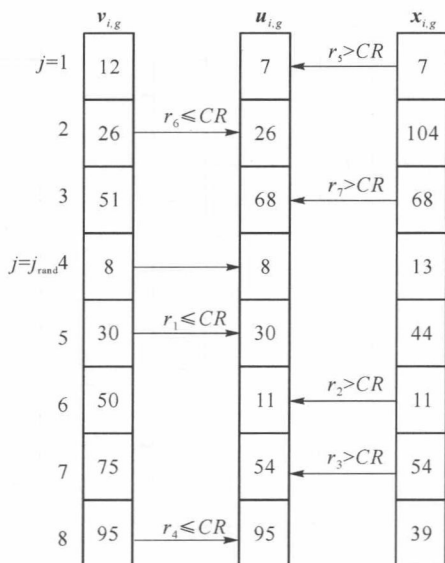 v_{i,g} u_{i,g} x_{i,g}
j=1 12 7 r_5>CR 7
2 26 r_6≤CR 26 104
3 51 68 r_7>CR 68
j=j_{rand}4 8 8 13
5 30 r_1≤CR 30 44
6 50 11 r_2>CR 11
7 75 54 r_3>CR 54
8 95 r_4≤CR 95 39